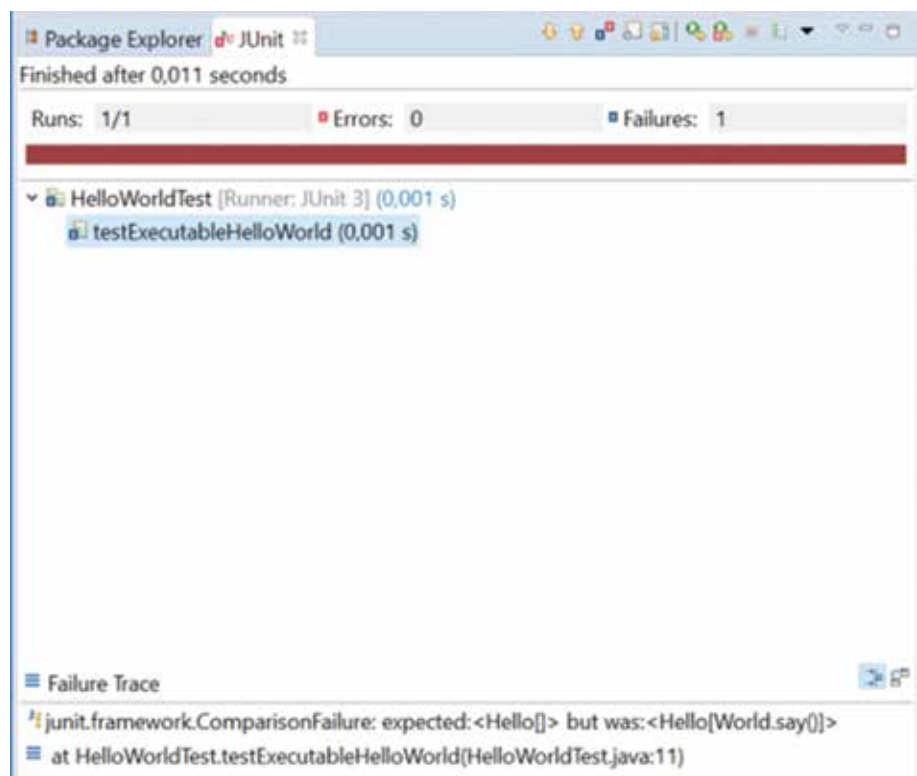 Package Explorer JUnit
Finished after 0,011 seconds
Runs: 1/1 Errors: 0 Failures: 1
HelloWorldTest [Runner: JUnit 3] (0,001 s)
testExecutableHelloWorld (0,001 s)
Failure Trace
junit.framework.ComparisonFailure: expected:<Hello[]> but was:<Hello[World.say()]>
at HelloWorldTest.testExecutableHelloWorld(HelloWorldTest.java:11)